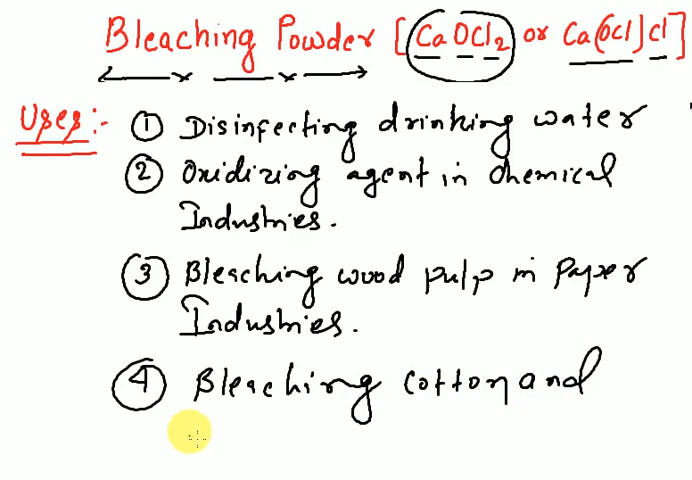 Bleaching Powder [CaOCl₂ or Ca(OCl)Cl]
Uses:-
① Disinfecting drinking water
② Oxidizing agent in chemical
Industries.
③ Bleaching wood pulp in Paper
Industries.
④ Bleaching cotton and